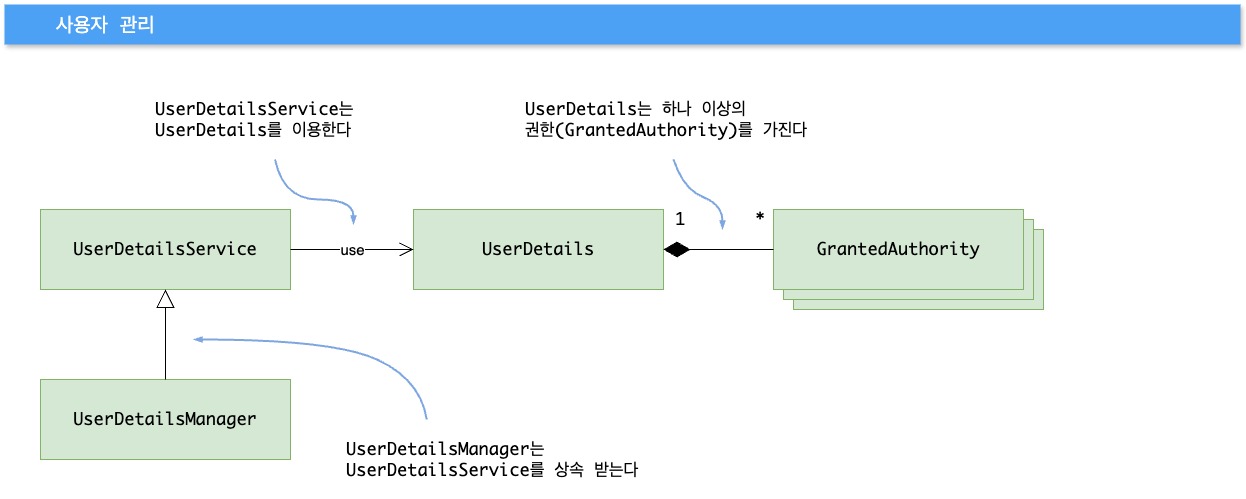 사용자 관리
UserDetailsService는
UserDetails를 이용한다
UserDetails는 하나 이상의
권한(GrantedAuthority)를 가진다
UserDetailsService
use
UserDetails
1
*
GrantedAuthority
UserDetailsManager
UserDetailsManager는
UserDetailsService를 상속 받는다